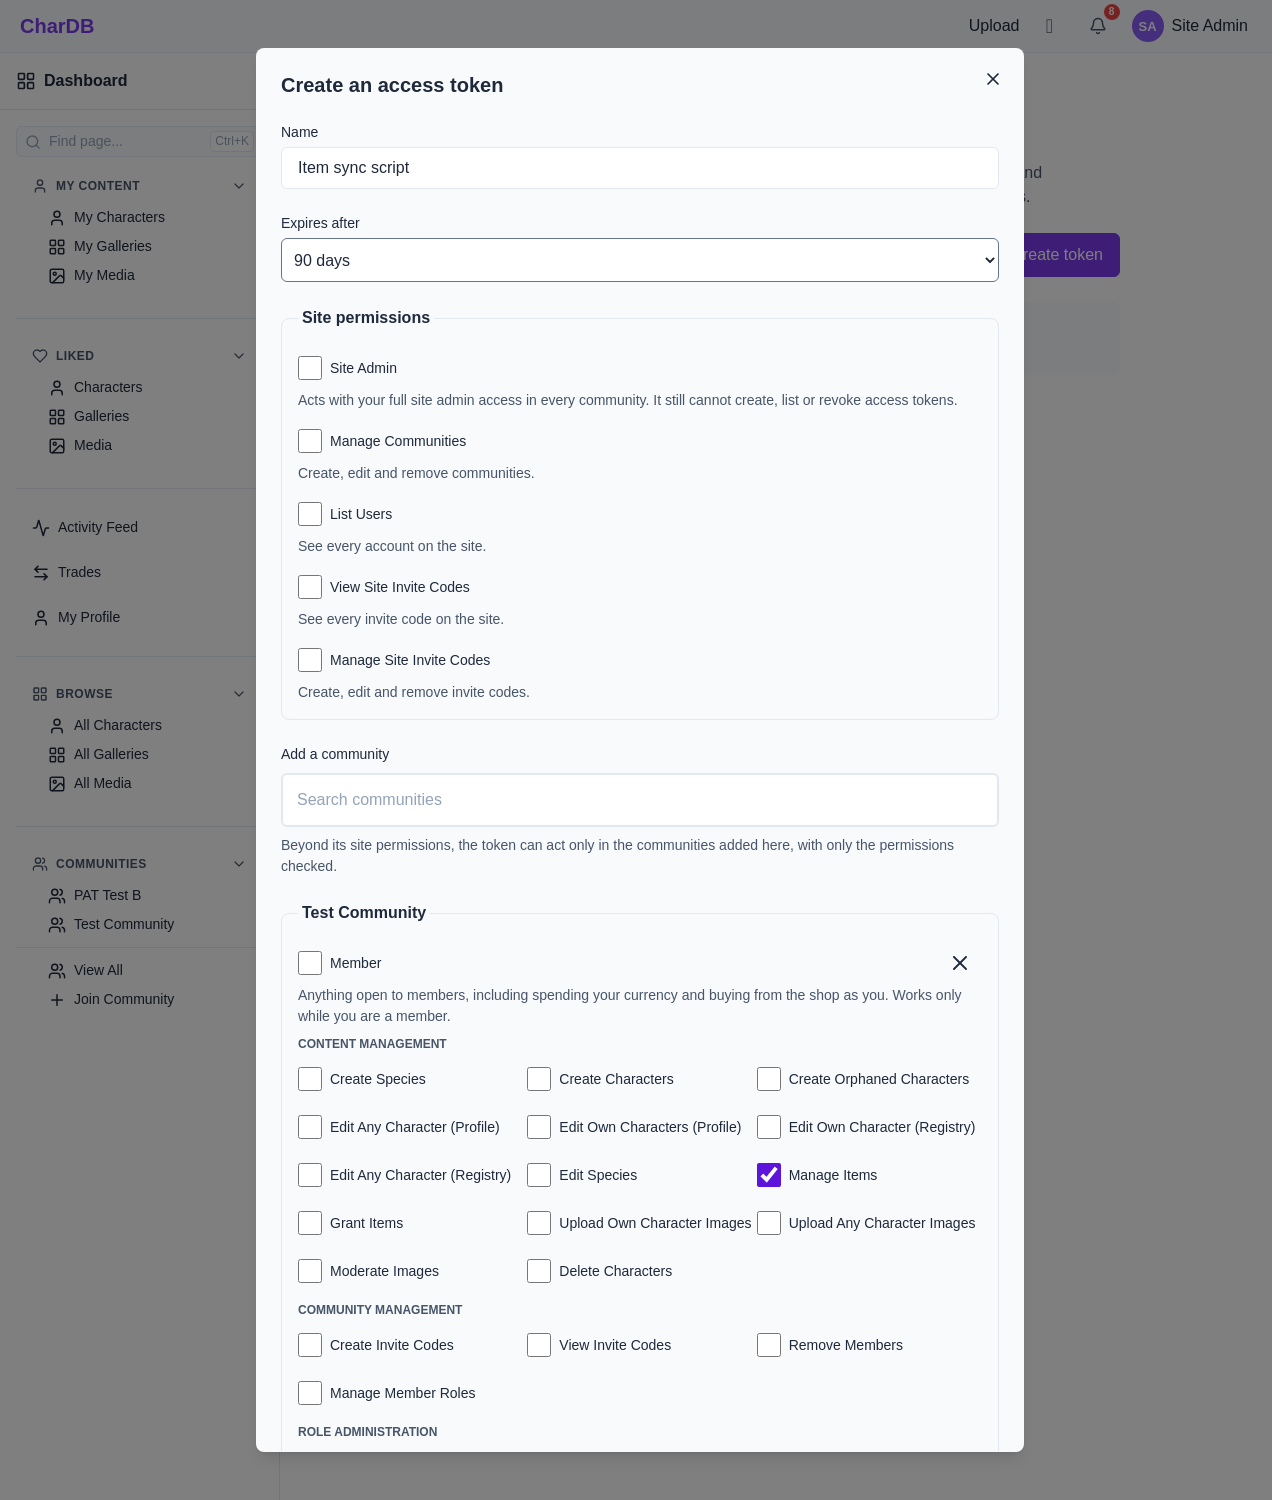 CharDB
Upload
8
SA
Site Admin
Dashboard
Find page...
Ctrl+K
MY CONTENT
My Characters
My Galleries
My Media
LIKED
Characters
Galleries
Media
Activity Feed
Trades
My Profile
BROWSE
All Characters
All Galleries
All Media
COMMUNITIES
PAT Test B
Test Community
View All
Join Community
Create an access token
Name
Item sync script
Expires after
90 days
Site permissions
Site Admin
Acts with your full site admin access in every community. It still cannot create, list or revoke access tokens.
Manage Communities
Create, edit and remove communities.
List Users
See every account on the site.
View Site Invite Codes
See every invite code on the site.
Manage Site Invite Codes
Create, edit and remove invite codes.
Add a community
Search communities
Beyond its site permissions, the token can act only in the communities added here, with only the permissions
checked.
Test Community
Member
Anything open to members, including spending your currency and buying from the shop as you. Works only
while you are a member.
CONTENT MANAGEMENT
Create Species Create Characters Create Orphaned Characters
Edit Any Character (Profile) Edit Own Characters (Profile) Edit Own Character (Registry)
Edit Any Character (Registry) Edit Species Manage Items
Grant Items Upload Own Character Images Upload Any Character Images
Moderate Images Delete Characters
COMMUNITY MANAGEMENT
Create Invite Codes View Invite Codes Remove Members
Manage Member Roles
ROLE ADMINISTRATION
token